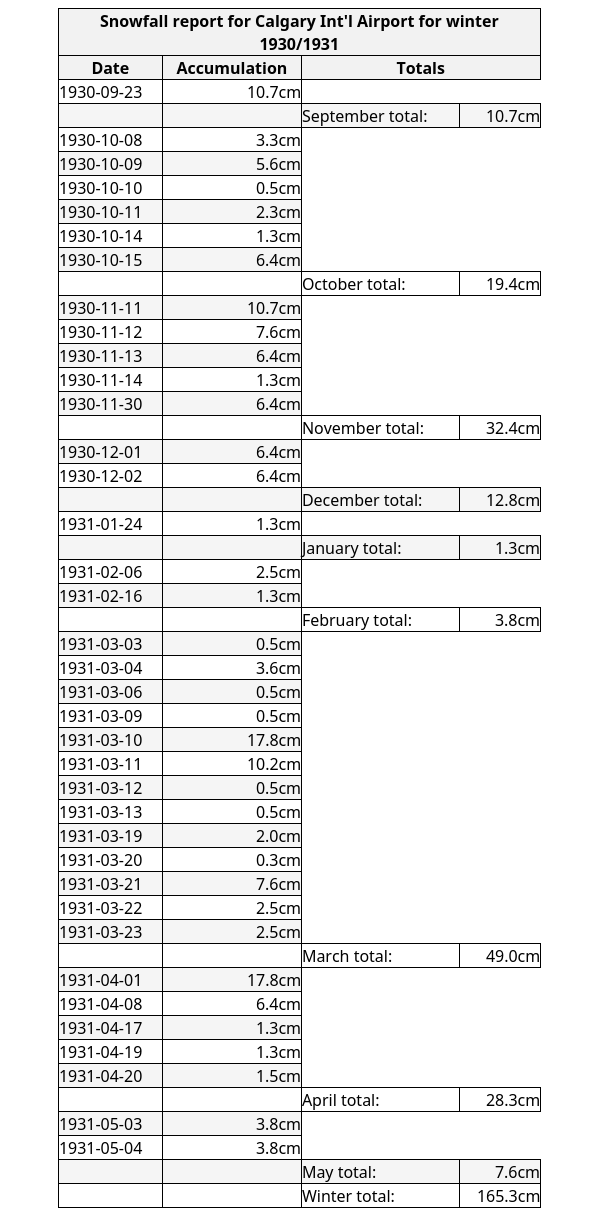 Snowfall report for Calgary Int'l Airport for winter
1930/1931
Date Accumulation Totals
1930-09-23 10.7cm
September total: 10.7cm
1930-10-08 3.3cm
1930-10-09 5.6cm
1930-10-10 0.5cm
1930-10-11 2.3cm
1930-10-14 1.3cm
1930-10-15 6.4cm
October total: 19.4cm
1930-11-11 10.7cm
1930-11-12 7.6cm
1930-11-13 6.4cm
1930-11-14 1.3cm
1930-11-30 6.4cm
November total: 32.4cm
1930-12-01 6.4cm
1930-12-02 6.4cm
December total: 12.8cm
1931-01-24 1.3cm
January total: 1.3cm
1931-02-06 2.5cm
1931-02-16 1.3cm
February total: 3.8cm
1931-03-03 0.5cm
1931-03-04 3.6cm
1931-03-06 0.5cm
1931-03-09 0.5cm
1931-03-10 17.8cm
1931-03-11 10.2cm
1931-03-12 0.5cm
1931-03-13 0.5cm
1931-03-19 2.0cm
1931-03-20 0.3cm
1931-03-21 7.6cm
1931-03-22 2.5cm
1931-03-23 2.5cm
March total: 49.0cm
1931-04-01 17.8cm
1931-04-08 6.4cm
1931-04-17 1.3cm
1931-04-19 1.3cm
1931-04-20 1.5cm
April total: 28.3cm
1931-05-03 3.8cm
1931-05-04 3.8cm
May total: 7.6cm
Winter total: 165.3cm